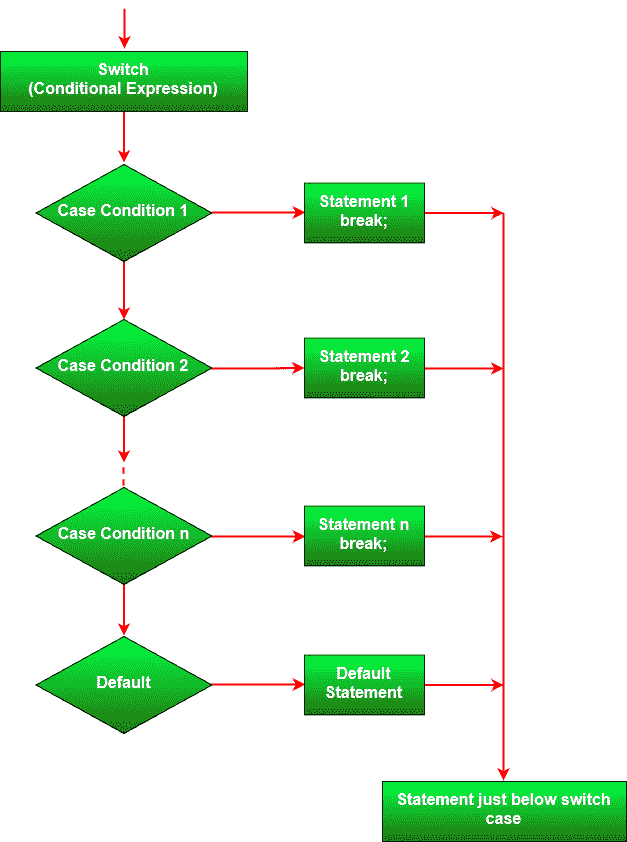 Switch
(Conditional Expression)
Case Condition 1
Statement 1
break;
Case Condition 2
Statement 2
break;
Case Condition n
Statement n
break;
Default
Default
Statement
Statement just below switch
case